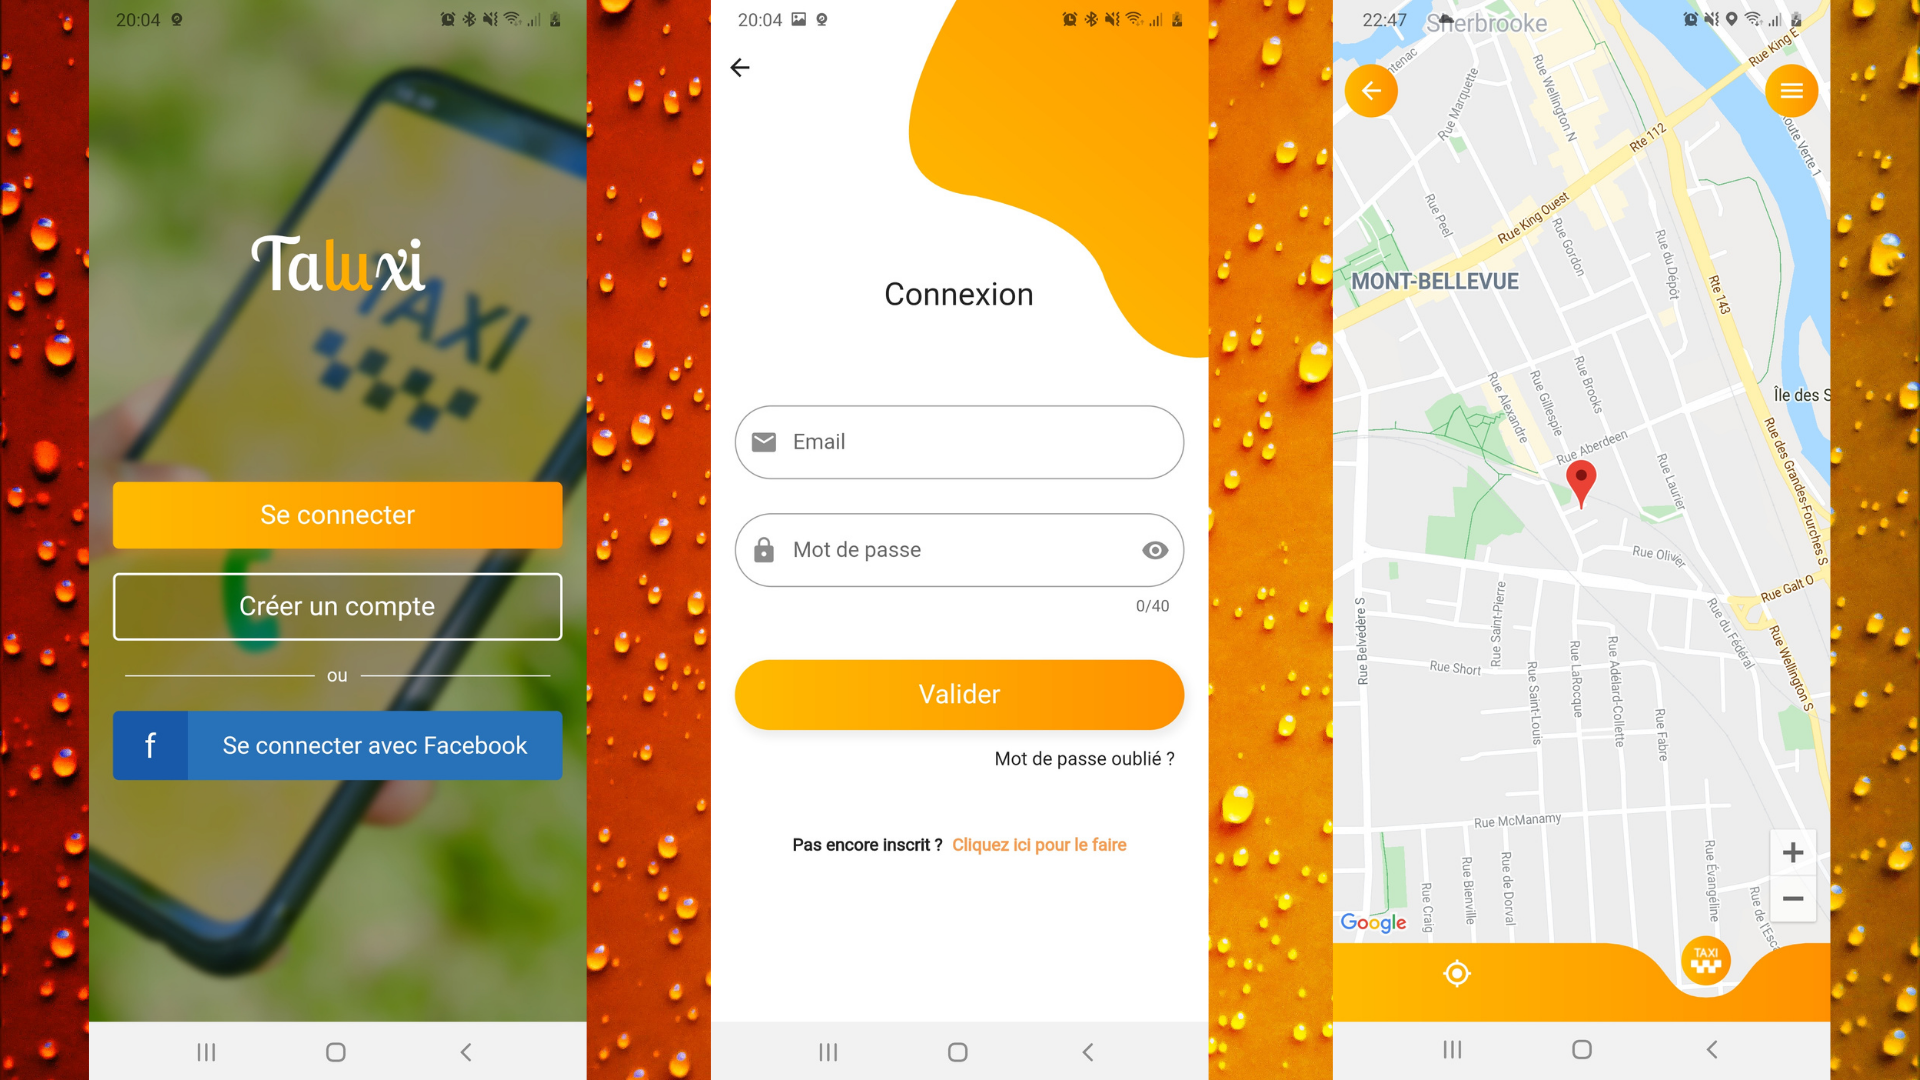 20:04
Taluxi
TAXI
Se connecter
Créer un compte
ou
f
Se connecter avec Facebook
20:04
Connexion
Email
Mot de passe
0/40
Valider
Mot de passe oublié ?
Pas encore inscrit ? Cliquez ici pour le faire
22:47
Sherbrooke
Rue King E
Rue Marquette
Rue Wellington N
Rte 112
Route Verte 1
Rue Peel
Rue King Ouest
Rue Gordon
Rue du Dépôt
MONT-BELLEVUE
Rte 143
Rue Alexandre
Rue Gillespie
Rue Brooks
Île des S
Rue Aberdeen
Rue Laurier
Rue des Grandes-Fourches S
Rue Olivier
Rue Galt O
Rue Belvédère S
Rue Saint-Pierre
Rue du Fédéral
Rue Wellington S
Rue Short
Rue Saint-Louis
Rue LaRocque
Rue Adélard-Collette
Rue Fabre
Rue McManamy
Rue Craig
Rue Bienville
Rue de Dorval
Rue Évangéline
Rue de l'Esc
Google
TAXI